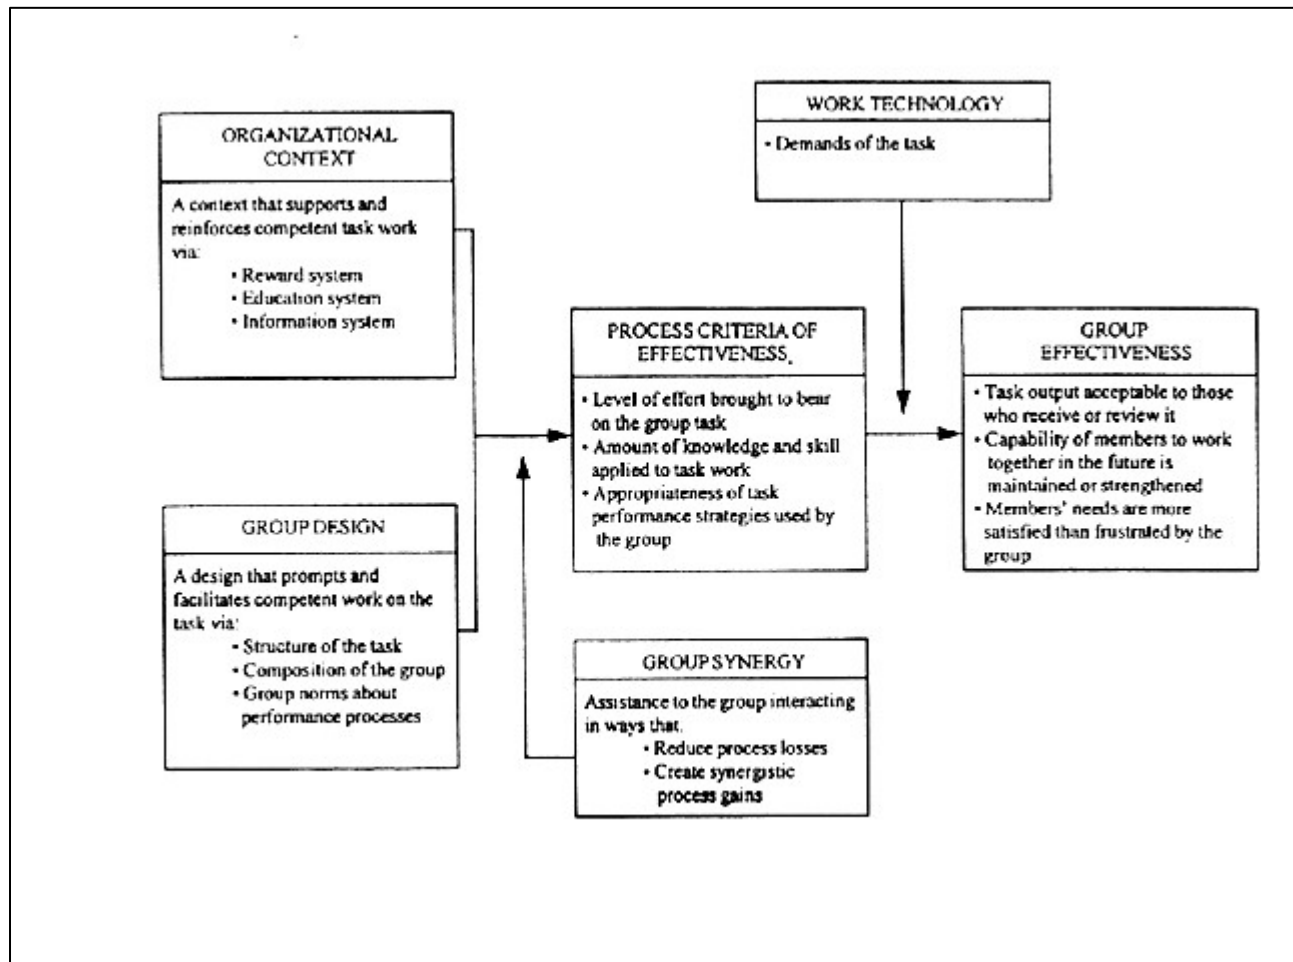 ORGANIZATIONAL
CONTEXT
A context that supports and
reinforces competent task work
via:
• Reward system
• Education system
• Information system
GROUP DESIGN
A design that prompts and
facilitates competent work on the
task via:
• Structure of the task
• Composition of the group
• Group norms about
performance processes
WORK TECHNOLOGY
• Demands of the task
PROCESS CRITERIA OF
EFFECTIVENESS.
• Level of effort brought to bear
on the group task
• Amount of knowledge and skill
applied to task work
• Appropriateness of task
performance strategies used by
the group
GROUP SYNERGY
Assistance to the group interacting
in ways that.
• Reduce process losses
• Create synergistic
process gains
GROUP
EFFECTIVENESS
• Task output acceptable to those
who receive or review it
• Capability of members to work
together in the future is
maintained or strengthened
• Members' needs are more
satisfied than frustrated by the
group